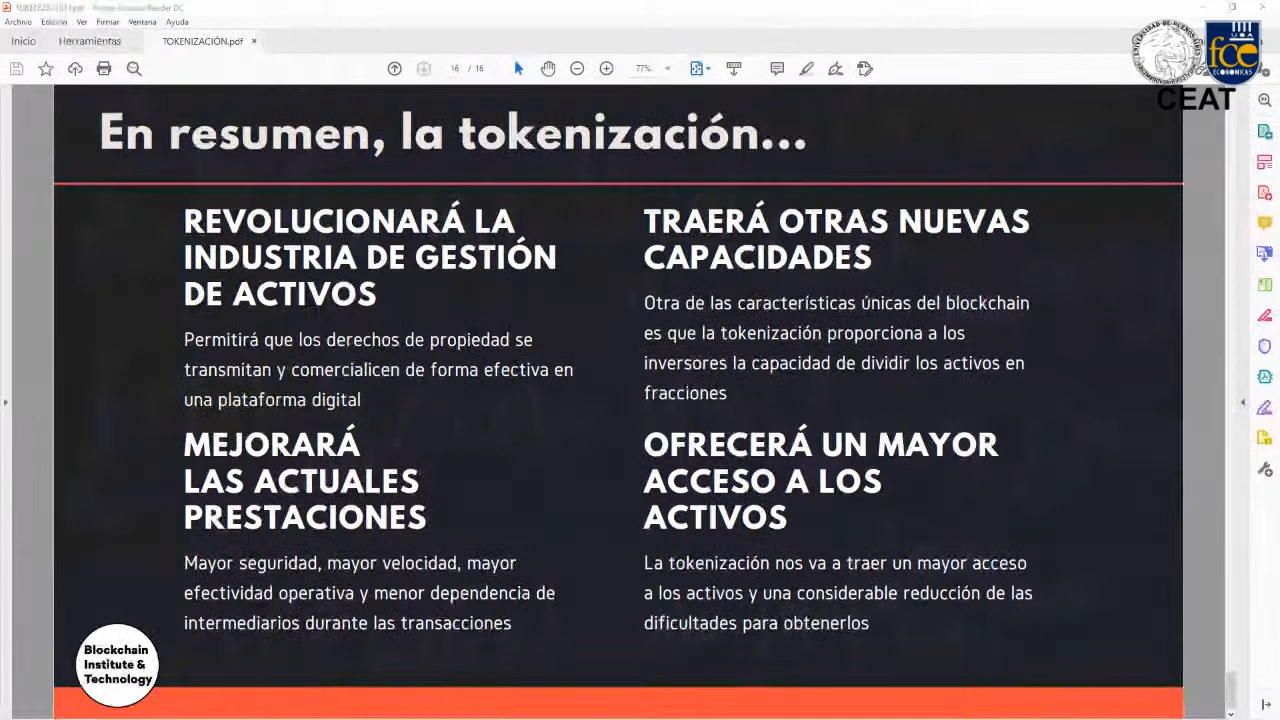 Archivo Edición Ver Firmar Ventana Ayuda
Inicio Herramientas TOKENIZACIÓN.pdf ×
16 / 16 77%
UBA
fce
ECONOMICAS
CEAT
En resumen, la tokenización...
REVOLUCIONARÁ LA
INDUSTRIA DE GESTIÓN
DE ACTIVOS
Permitirá que los derechos de propiedad se
transmitan y comercialicen de forma efectiva en
una plataforma digital
TRAERÁ OTRAS NUEVAS
CAPACIDADES
Otra de las características únicas del blockchain
es que la tokenización proporciona a los
inversores la capacidad de dividir los activos en
fracciones
MEJORARÁ
LAS ACTUALES
PRESTACIONES
Mayor seguridad, mayor velocidad, mayor
efectividad operativa y menor dependencia de
intermediarios durante las transacciones
OFRECERÁ UN MAYOR
ACCESO A LOS
ACTIVOS
La tokenización nos va a traer un mayor acceso
a los activos y una considerable reducción de las
dificultades para obtenerlos
Blockchain
Institute &
Technology